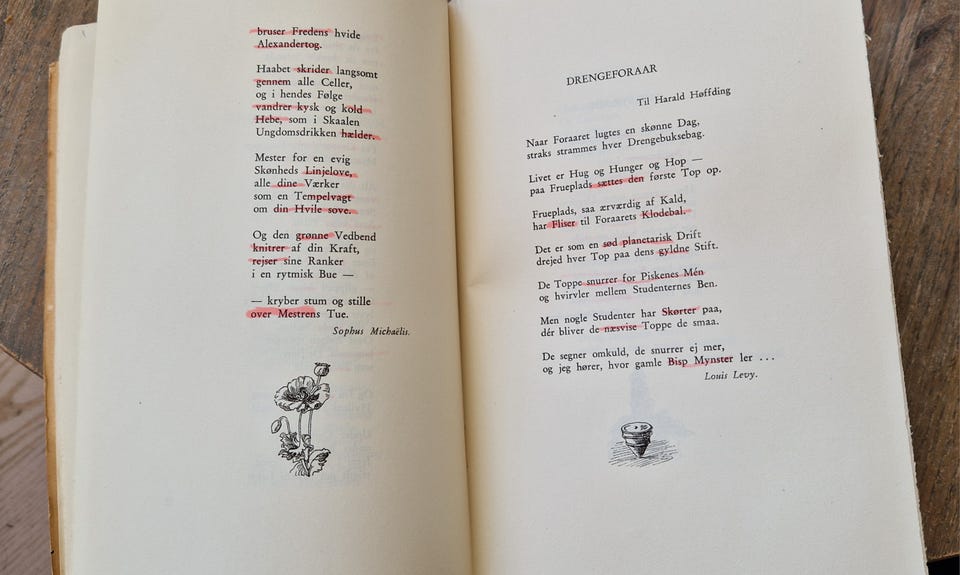 bruser Fredens hvide
Alexandertog.
Haabet skrider langsomt
gennem alle Celler,
og i hendes Følge
vandrer kysk og kold
Hebe, som i Skaalen
Ungdomsdrikken hælder.
Mester for en evig
Skønheds Linjelove,
alle dine Værker
som en Tempelvagt
om din Hvile sove.
Og den grønne Vedbend
knitrer af din Kraft,
rejser sine Ranker
i en rytmisk Bue —
— kryber stum og stille
over Mestrens Tue.
Sophus Michaëlis.
DRENGEFORAAR
Til Harald Høffding
Naar Foraaret lugtes en skønne Dag,
straks strammes hver Drengebuksebag.
Livet er Hug og Hunger og Hop —
paa Frueplads sættes den første Top op.
Frueplads, saa ærværdig af Kald,
har Fliser til Foraarets Klodebal.
Det er som en sød planetarisk Drift
drejed hver Top paa dens gyldne Stift.
De Toppe snurrer for Piskenes Mén
og hvirvler mellem Studenternes Ben.
Men nogle Studenter har Skørter paa,
dér bliver de næsvise Toppe de smaa.
De segner omkuld, de snurrer ej mer,
og jeg hører, hvor gamle Bisp Mynster ler ...
Louis Levy.